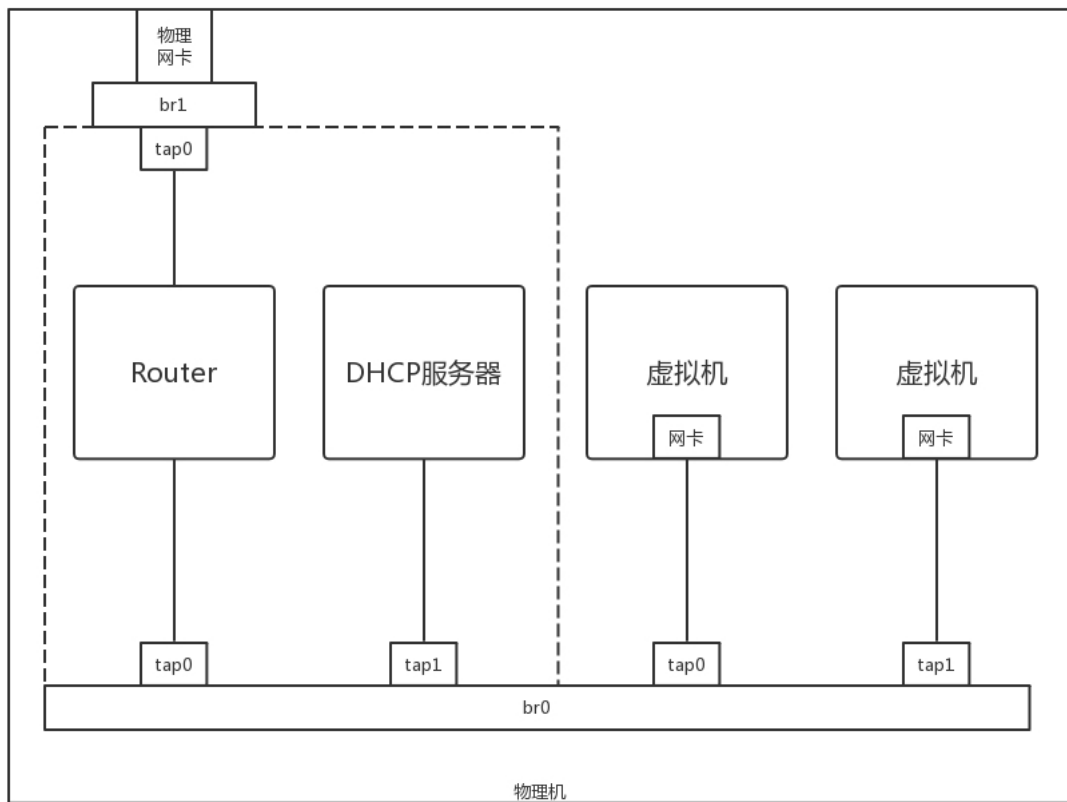 物理
网卡
br1
tap0
Router
DHCP服务器
虚拟机
虚拟机
网卡
网卡
tap0
tap1
tap0
tap1
br0
物理机